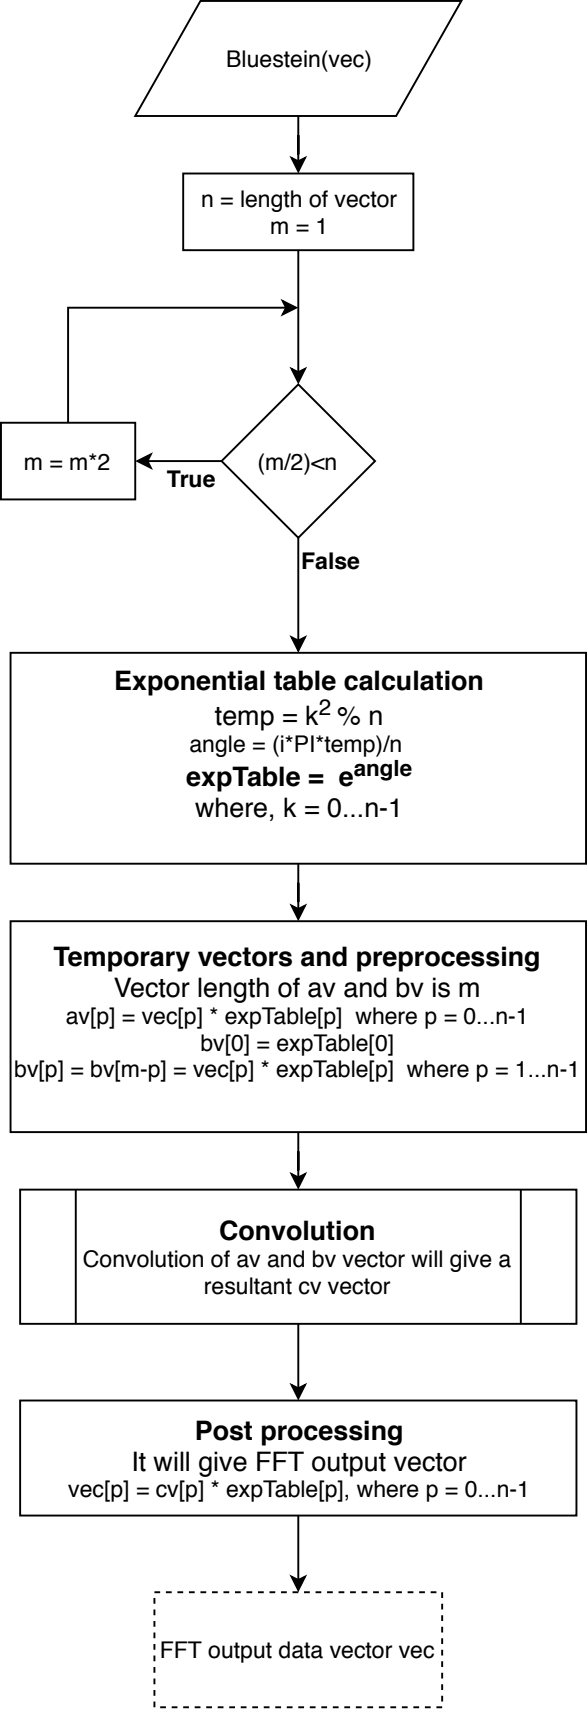 Bluestein(vec)
n = length of vector
m = 1
m = m*2
(m/2)<n
True
False
Exponential table calculation
temp = k² % n
angle = (i*PI*temp)/n
expTable = e^angle
where, k = 0...n-1
Temporary vectors and preprocessing
Vector length of av and bv is m
av[p] = vec[p] * expTable[p] where p = 0...n-1
bv[0] = expTable[0]
bv[p] = bv[m-p] = vec[p] * expTable[p] where p = 1...n-1
Convolution
Convolution of av and bv vector will give a
resultant cv vector
Post processing
It will give FFT output vector
vec[p] = cv[p] * expTable[p], where p = 0...n-1
FFT output data vector vec